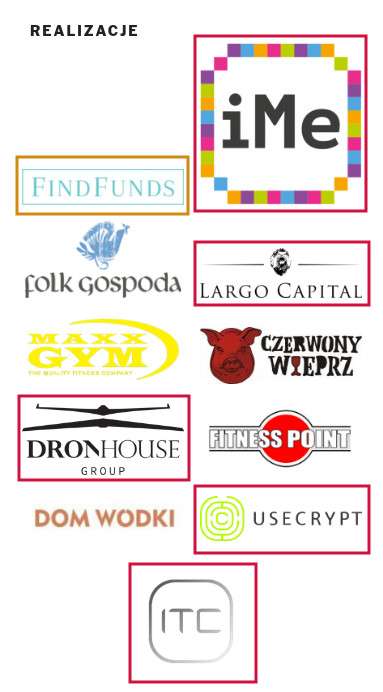 REALIZACJE
iMe
FINDFUNDS
folk gospoda
LARGO CAPITAL
MAXX
GYM
THE QUALITY FITNESS COMPANY
CZERWONY
WIEPRZ
DRONHOUSE
GROUP
FITNESS POINT
DOM WODKI
USECRYPT
ITC